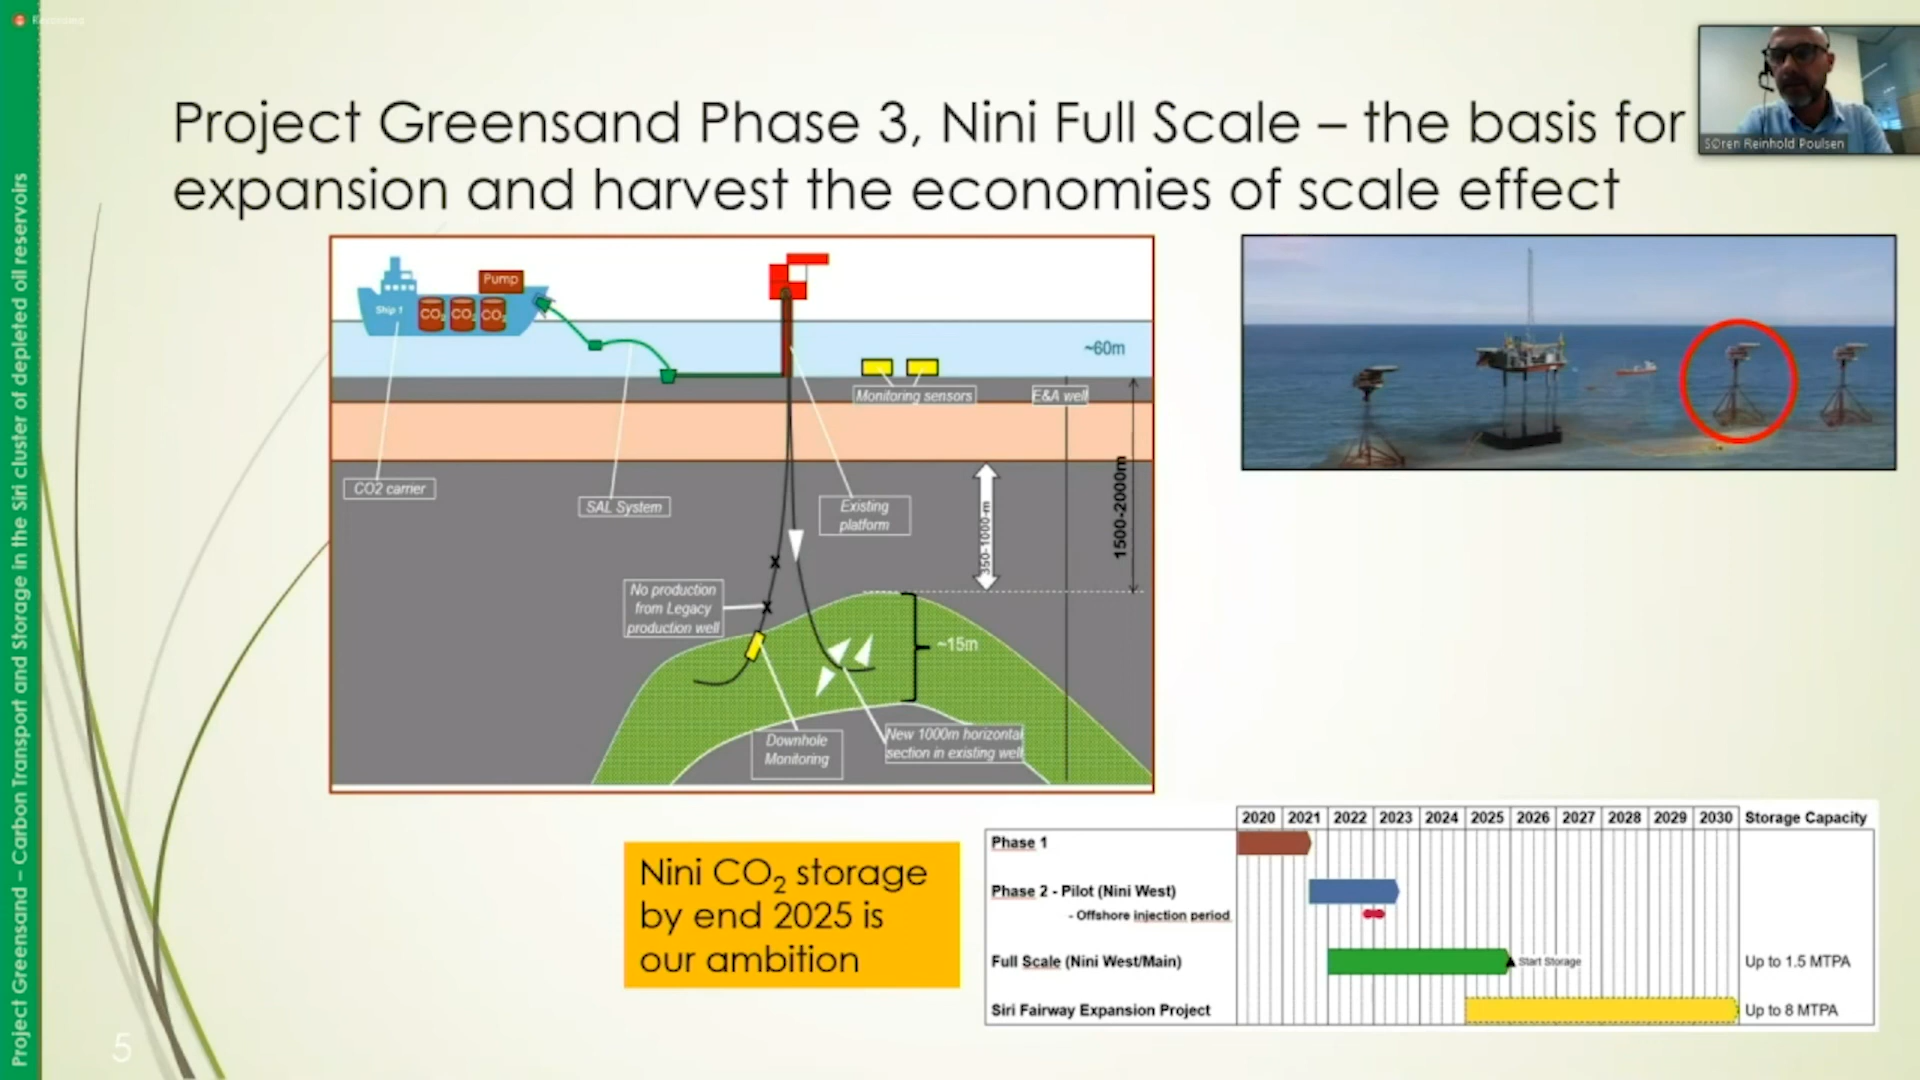 Recording
Project Greensand Phase 3, Nini Full Scale – the basis for
expansion and harvest the economies of scale effect
SØren Reinhold Poulsen
Project Greensand – Carbon Transport and Storage in the Siri cluster of depleted oil reservoirs
Pump
Ship 1
CO2
CO2
CO2
~60m
Monitoring sensors
E&A well
CO2 carrier
SAL System
Existing
platform
350-1000 m
1500-2000m
No production
from Legacy
production well
X
X
~15m
Downhole
Monitoring
New 1000m horizontal
section in existing well
Nini CO₂ storage
by end 2025 is
our ambition
2020 2021 2022 2023 2024 2025 2026 2027 2028 2029 2030 Storage Capacity
Phase 1
Phase 2 - Pilot (Nini West)
- Offshore injection period
Full Scale (Nini West/Main) Start Storage Up to 1.5 MTPA
Siri Fairway Expansion Project Up to 8 MTPA
5